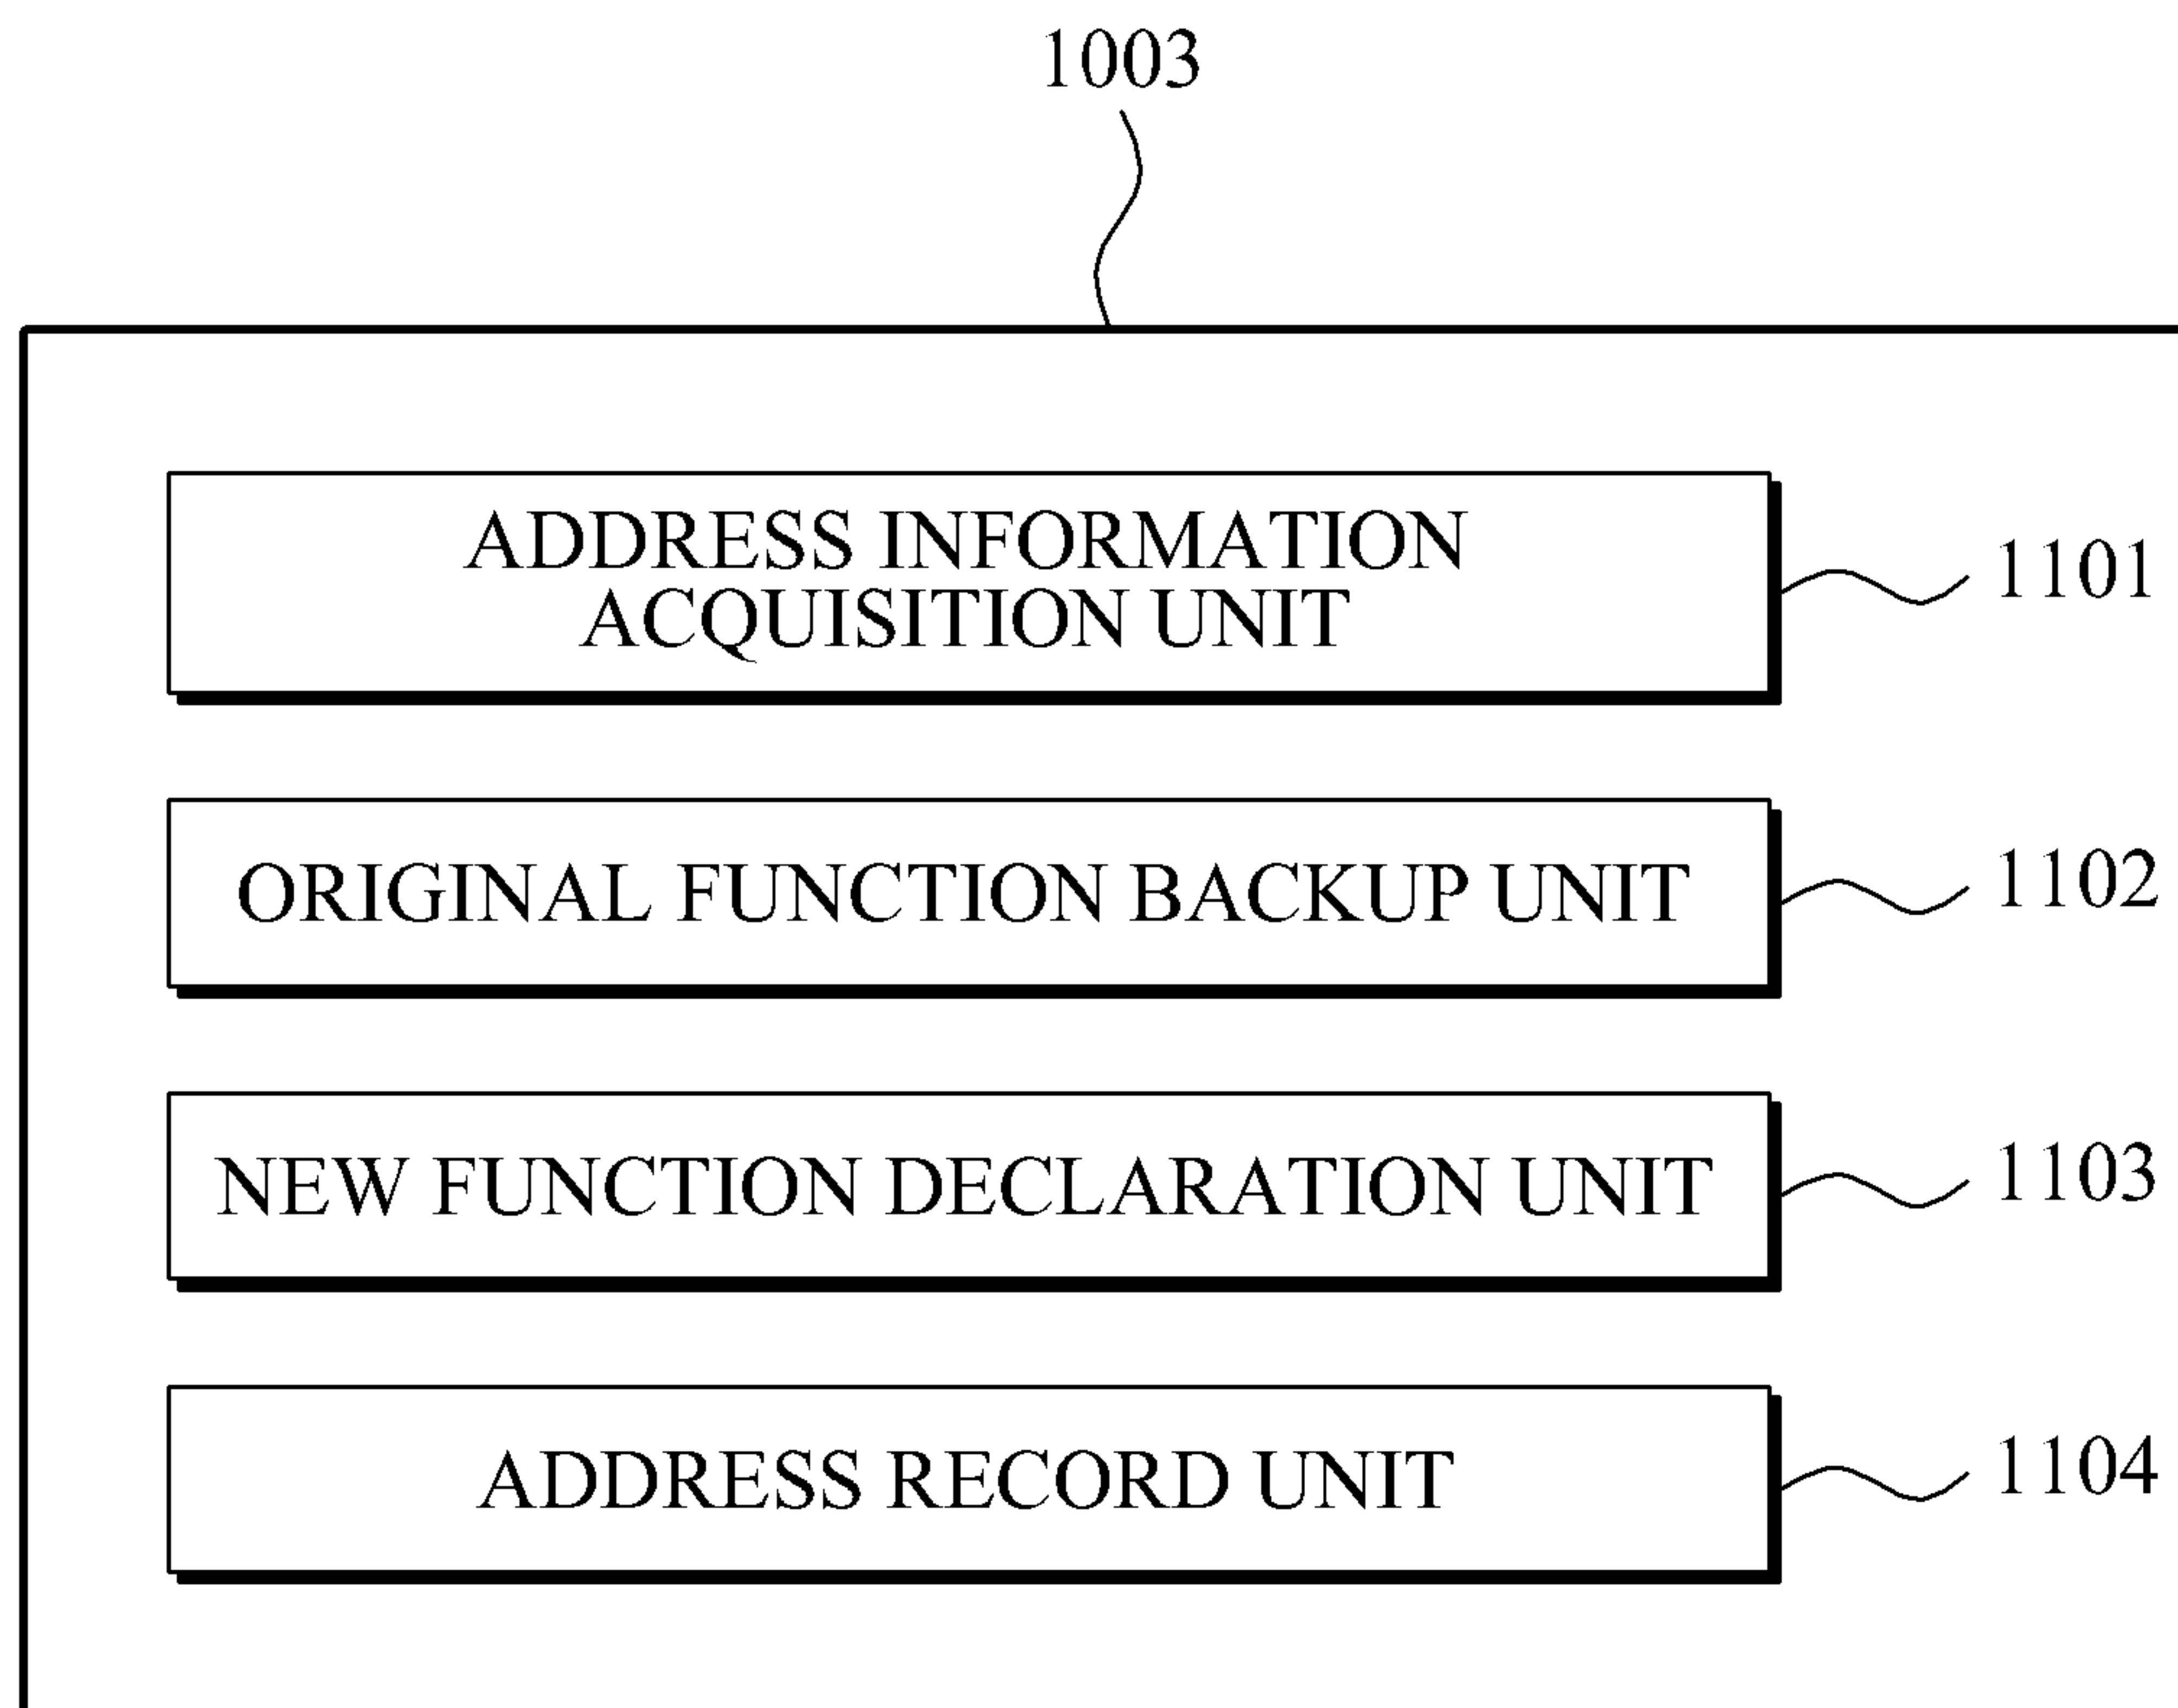 1003
ADDRESS INFORMATION
ACQUISITION UNIT
1101
ORIGINAL FUNCTION BACKUP UNIT
1102
NEW FUNCTION DECLARATION UNIT
1103
ADDRESS RECORD UNIT
1104